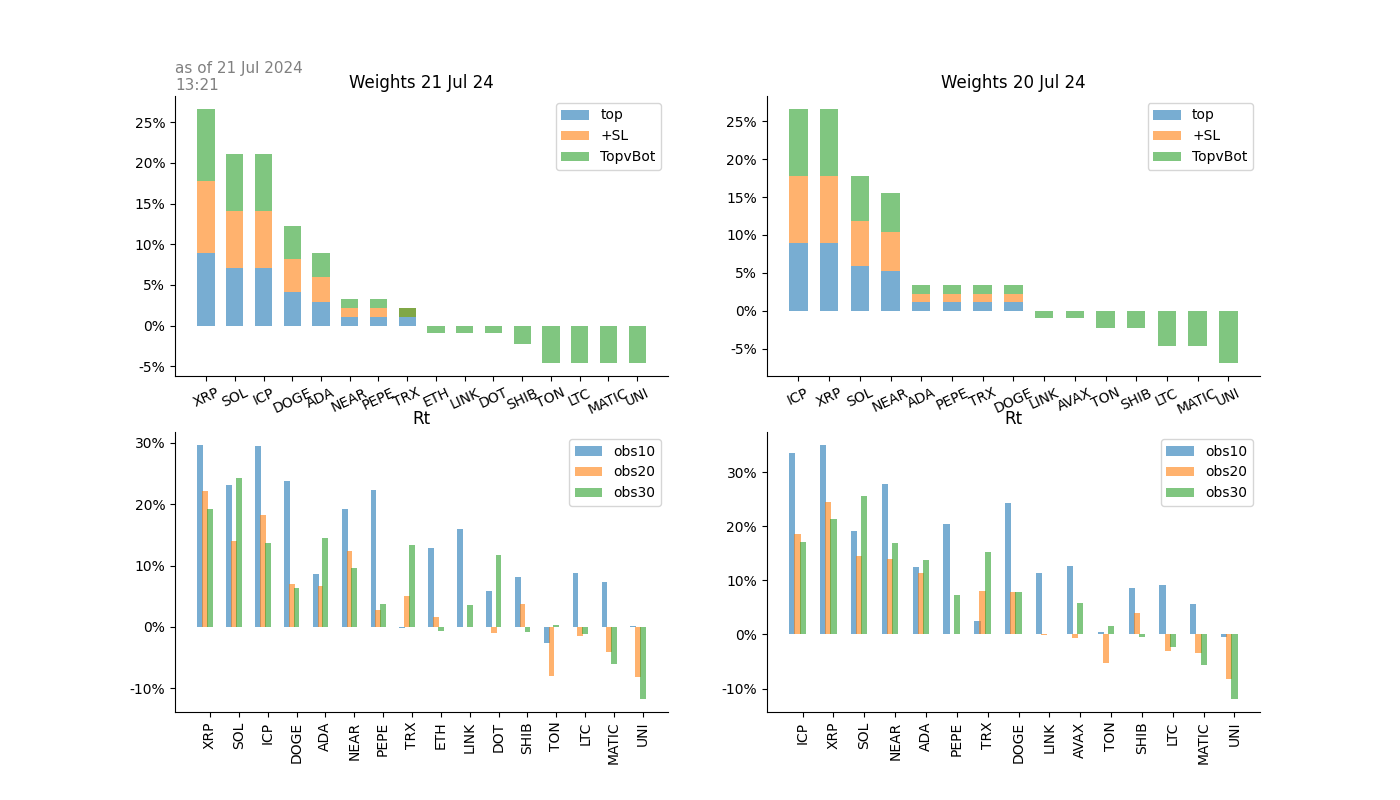 as of 21 Jul 2024
13:21
Weights 21 Jul 24
25%
20%
15%
10%
5%
0%
-5%
top
+SL
TopvBot
XRP SOL ICP DOGE ADA NEAR PEPE TRX ETH LINK DOT SHIB TON LTC MATIC UNI
Weights 20 Jul 24
25%
20%
15%
10%
5%
0%
-5%
top
+SL
TopvBot
ICP XRP SOL NEAR ADA PEPE TRX DOGE LINK AVAX TON SHIB LTC MATIC UNI
Rt
30%
20%
10%
0%
-10%
obs10
obs20
obs30
XRP SOL ICP DOGE ADA NEAR PEPE TRX ETH LINK DOT SHIB TON LTC MATIC UNI
Rt
30%
20%
10%
0%
-10%
obs10
obs20
obs30
ICP XRP SOL NEAR ADA PEPE TRX DOGE LINK AVAX TON SHIB LTC MATIC UNI